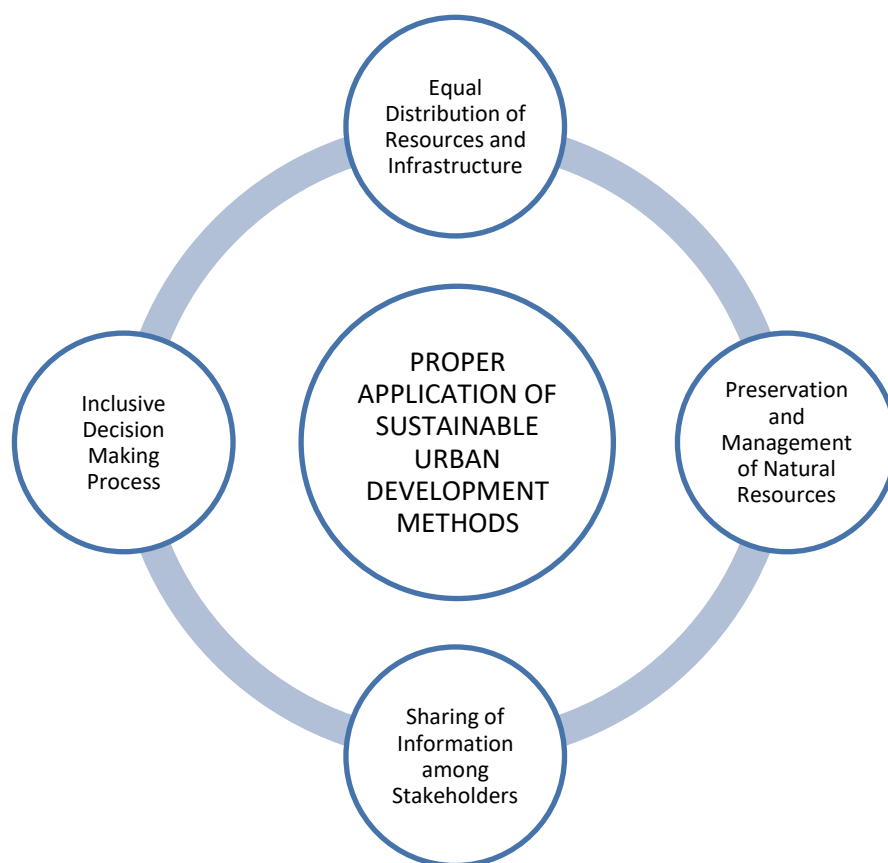 Equal
Distribution of
Resources and
Infrastructure
PROPER
APPLICATION OF
SUSTAINABLE
URBAN
DEVELOPMENT
METHODS
Inclusive
Decision
Making
Process
Preservation
and
Management
of Natural
Resources
Sharing of
Information
among
Stakeholders